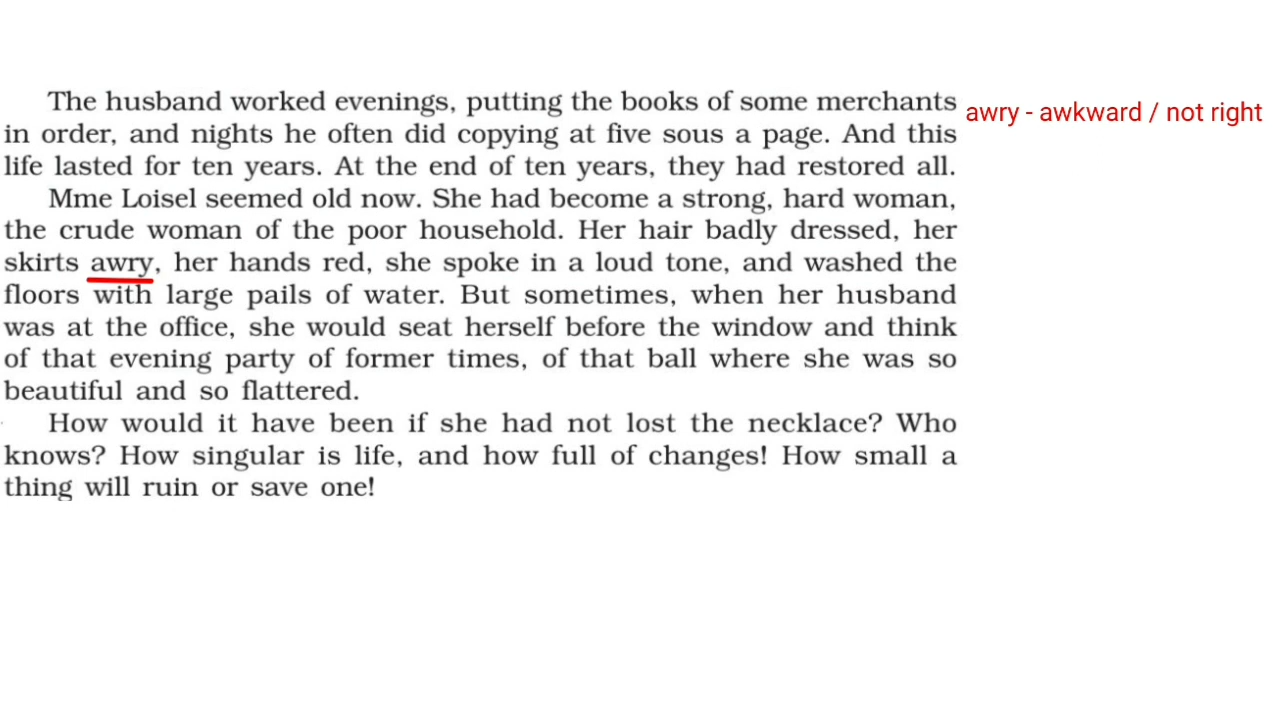 The husband worked evenings, putting the books of some merchants
in order, and nights he often did copying at five sous a page. And this
life lasted for ten years. At the end of ten years, they had restored all.
Mme Loisel seemed old now. She had become a strong, hard woman,
the crude woman of the poor household. Her hair badly dressed, her
skirts awry, her hands red, she spoke in a loud tone, and washed the
floors with large pails of water. But sometimes, when her husband
was at the office, she would seat herself before the window and think
of that evening party of former times, of that ball where she was so
beautiful and so flattered.
How would it have been if she had not lost the necklace? Who
knows? How singular is life, and how full of changes! How small a
thing will ruin or save one!
awry - awkward / not right